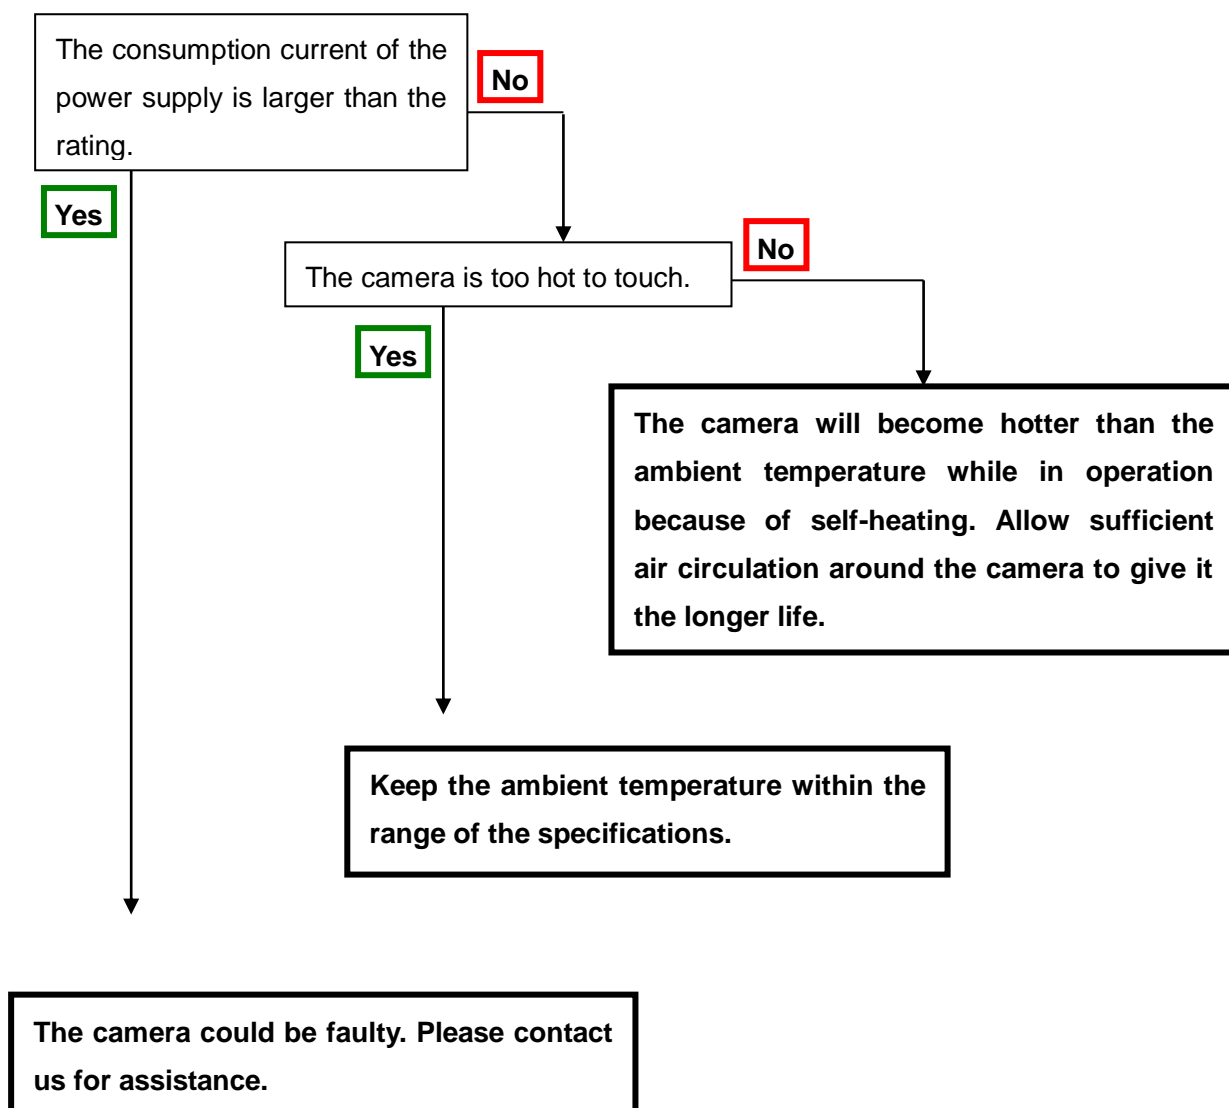 The consumption current of the
power supply is larger than the
rating.
No
Yes
The camera is too hot to touch.
No
Yes
The camera will become hotter than the
ambient temperature while in operation
because of self-heating. Allow sufficient
air circulation around the camera to give it
the longer life.
Keep the ambient temperature within the
range of the specifications.
The camera could be faulty. Please contact
us for assistance.